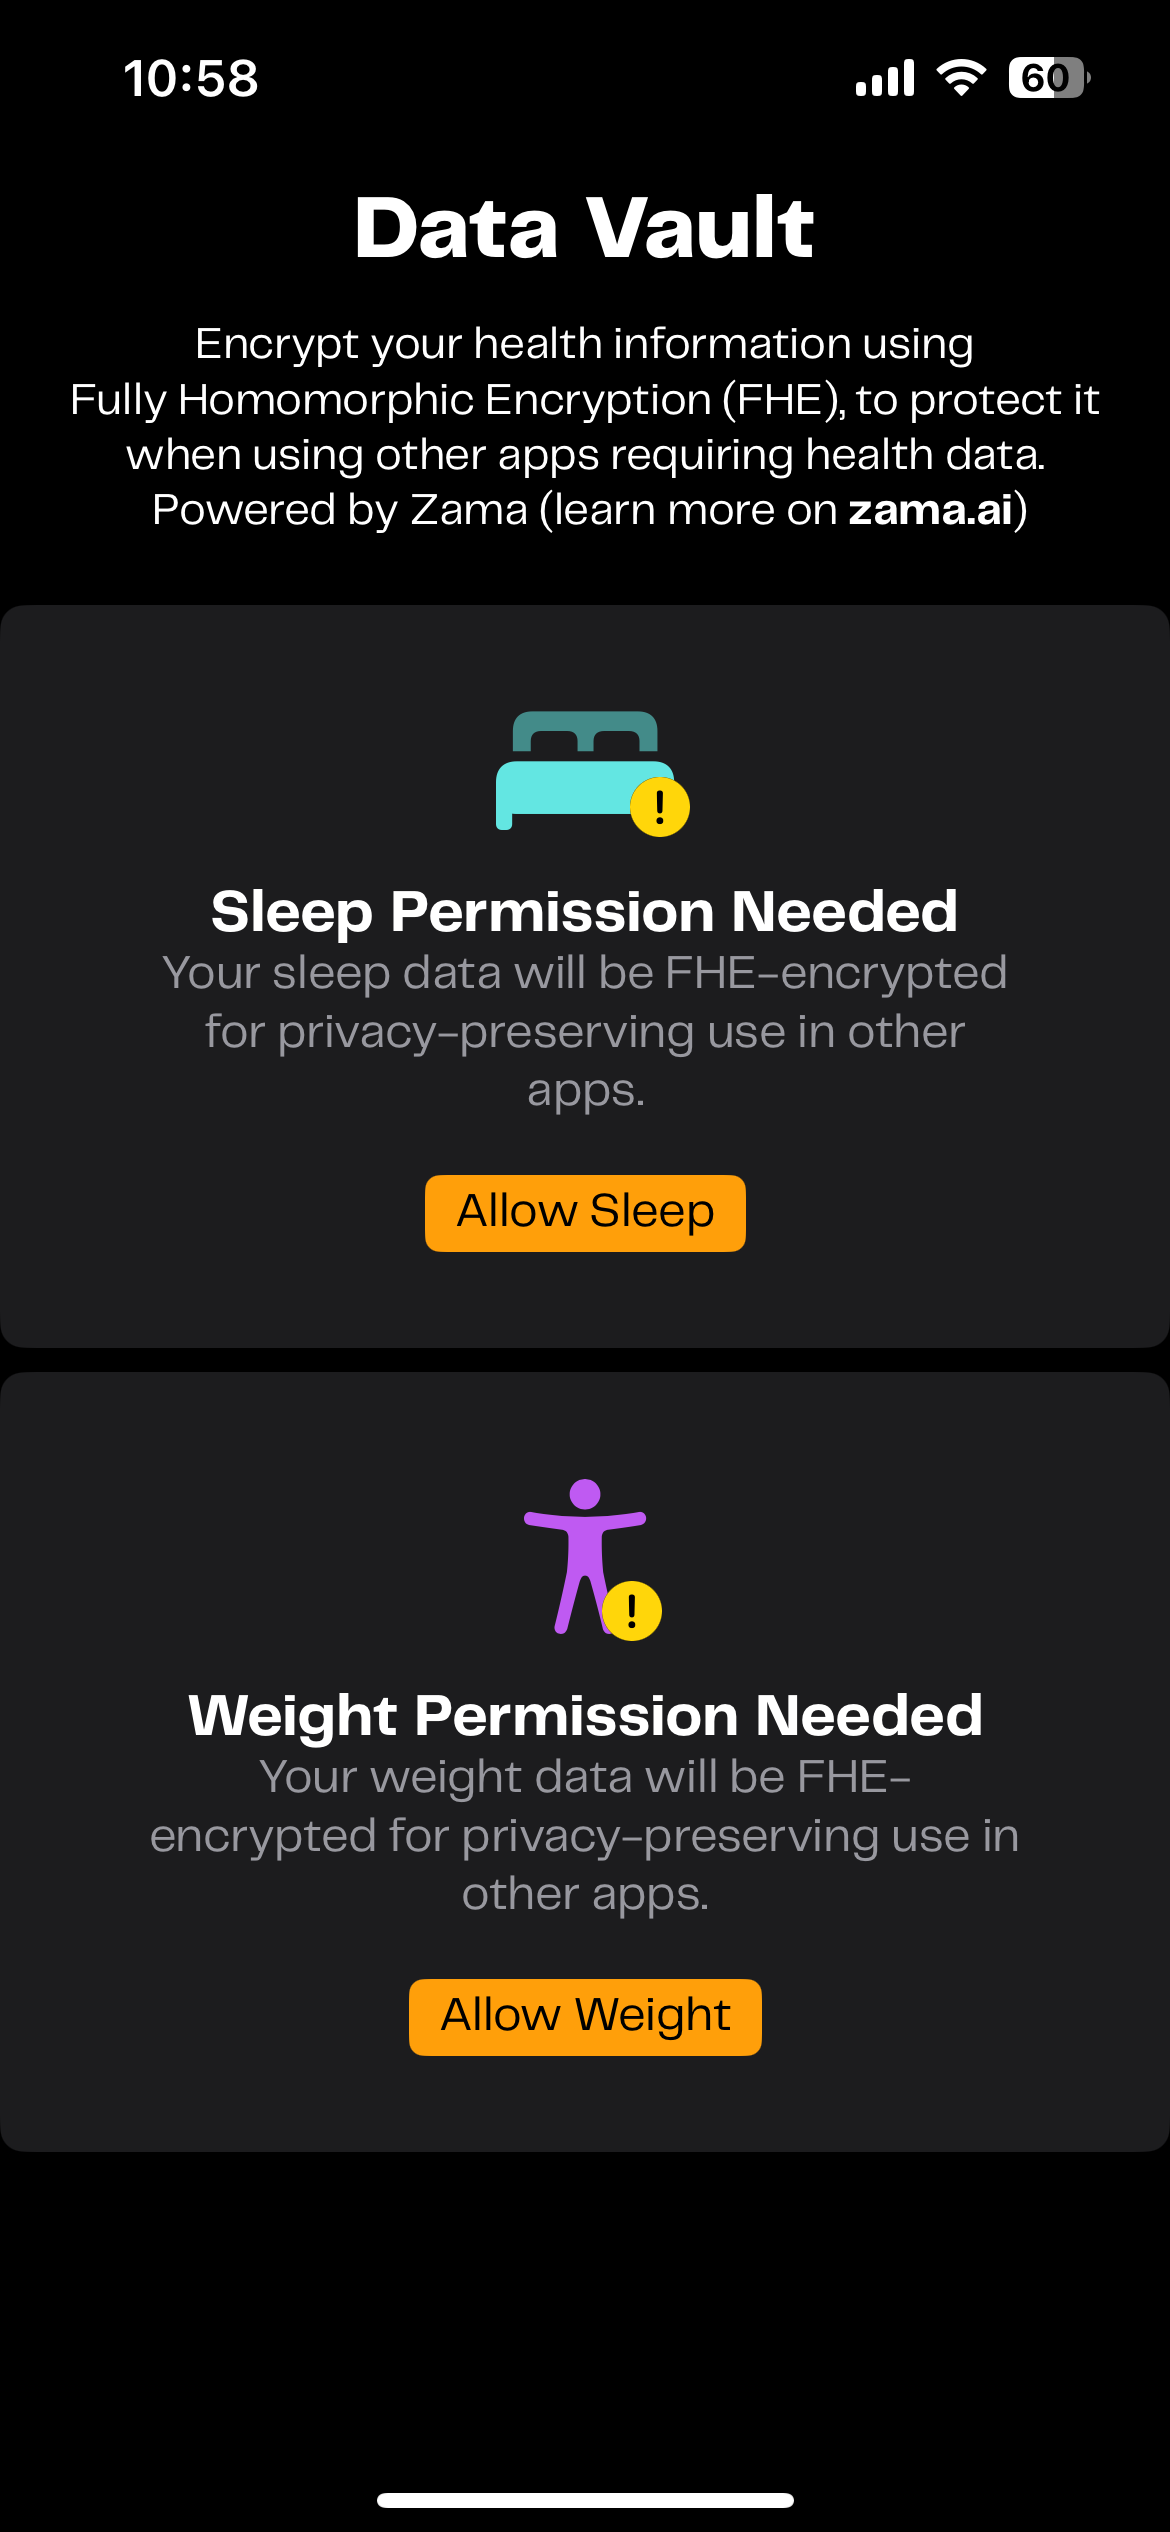 10:58
60
Data Vault
Encrypt your health information using
Fully Homomorphic Encryption (FHE), to protect it
when using other apps requiring health data.
Powered by Zama (learn more on zama.ai)
!
Sleep Permission Needed
Your sleep data will be FHE-encrypted
for privacy-preserving use in other
apps.
Allow Sleep
!
Weight Permission Needed
Your weight data will be FHE-
encrypted for privacy-preserving use in
other apps.
Allow Weight